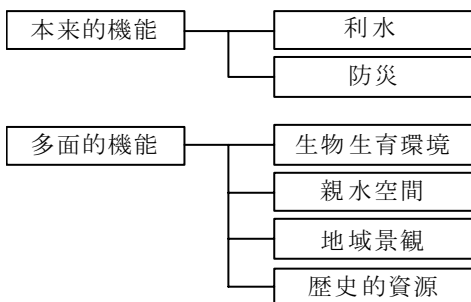 本来的機能
利水
防災
多面的機能
生物生育環境
親水空間
地域景観
歴史的資源